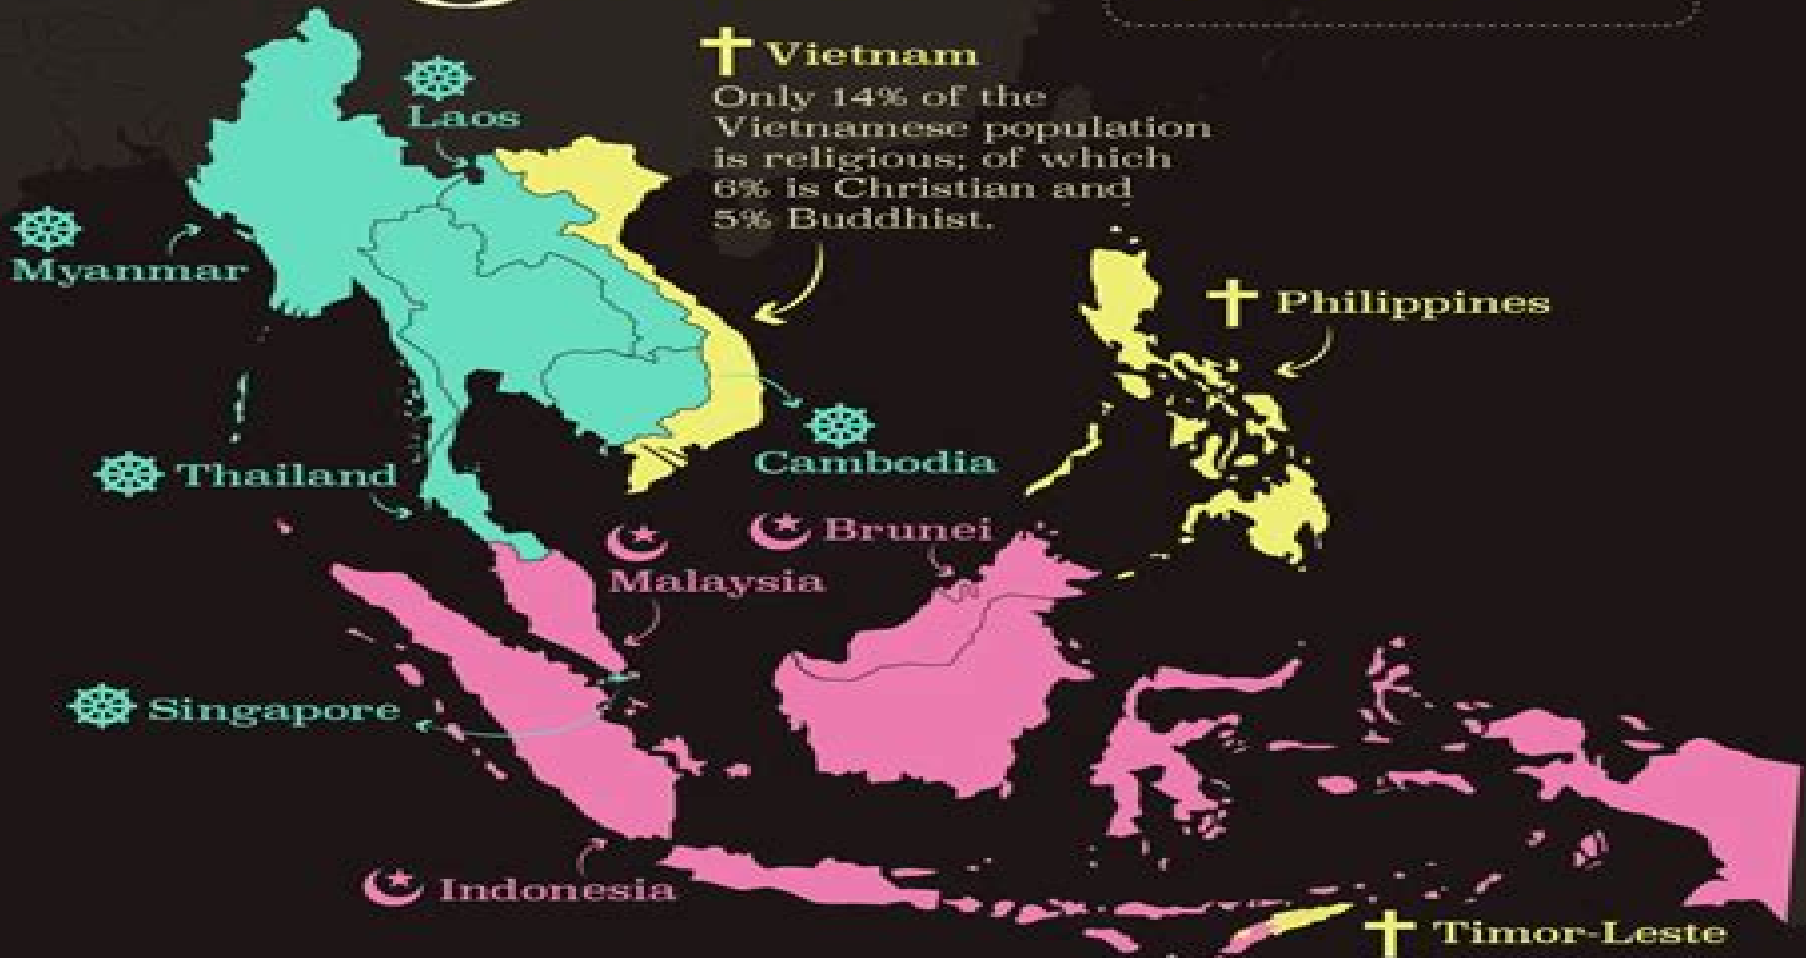 Vietnam
Only 14% of the
Vietnamese population
is religious; of which
6% is Christian and
5% Buddhist.
Laos
Myanmar
Philippines
Thailand
Cambodia
Brunei
Malaysia
Singapore
Indonesia
Timor-Leste